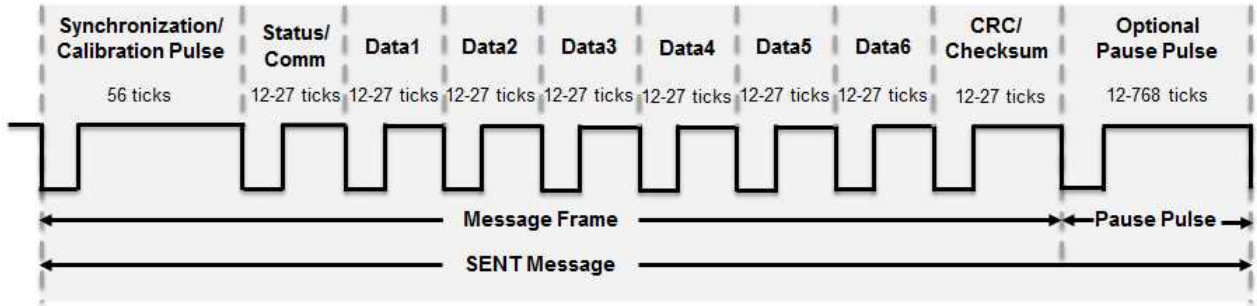 Synchronization/
Calibration Pulse
56 ticks
Status/
Comm
12-27 ticks
Data1
12-27 ticks
Data2
12-27 ticks
Data3
12-27 ticks
Data4
12-27 ticks
Data5
12-27 ticks
Data6
12-27 ticks
CRC/
Checksum
12-27 ticks
Optional
Pause Pulse
12-768 ticks
Message Frame
Pause Pulse
SENT Message